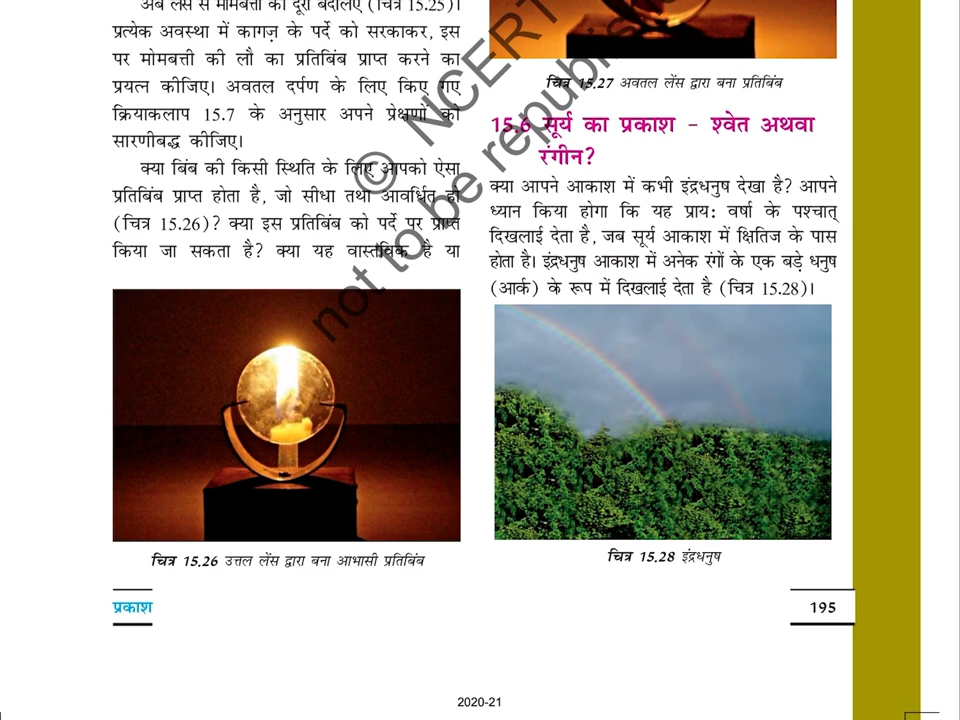 अब लेंस से मोमबत्ती की दूरी बदलिए (चित्र 15.25)।
प्रत्येक अवस्था में कागज़ के पर्दे को सरकाकर, इस
पर मोमबत्ती की लौ का प्रतिबिंब प्राप्त करने का
प्रयत्न कीजिए। अवतल दर्पण के लिए किए गए
क्रियाकलाप 15.7 के अनुसार अपने प्रेक्षणों को
सारणीबद्ध कीजिए।
क्या बिंब की किसी स्थिति के लिए आपको ऐसा
प्रतिबिंब प्राप्त होता है, जो सीधा तथा आवर्धित हो
(चित्र 15.26)? क्या इस प्रतिबिंब को पर्दे पर प्राप्त
किया जा सकता है? क्या यह वास्तविक है या
चित्र 15.26 उत्तल लेंस द्वारा बना आभासी प्रतिबिंब
चित्र 15.27 अवतल लेंस द्वारा बना प्रतिबिंब
15.6 सूर्य का प्रकाश – श्वेत अथवा
रंगीन?
क्या आपने आकाश में कभी इंद्रधनुष देखा है? आपने
ध्यान किया होगा कि यह प्राय: वर्षा के पश्चात्
दिखलाई देता है, जब सूर्य आकाश में क्षितिज के पास
होता है। इंद्रधनुष आकाश में अनेक रंगों के एक बड़े धनुष
(आर्क) के रूप में दिखलाई देता है (चित्र 15.28)।
चित्र 15.28 इंद्रधनुष
© NCERT
not to be republis
प्रकाश
195
2020-21